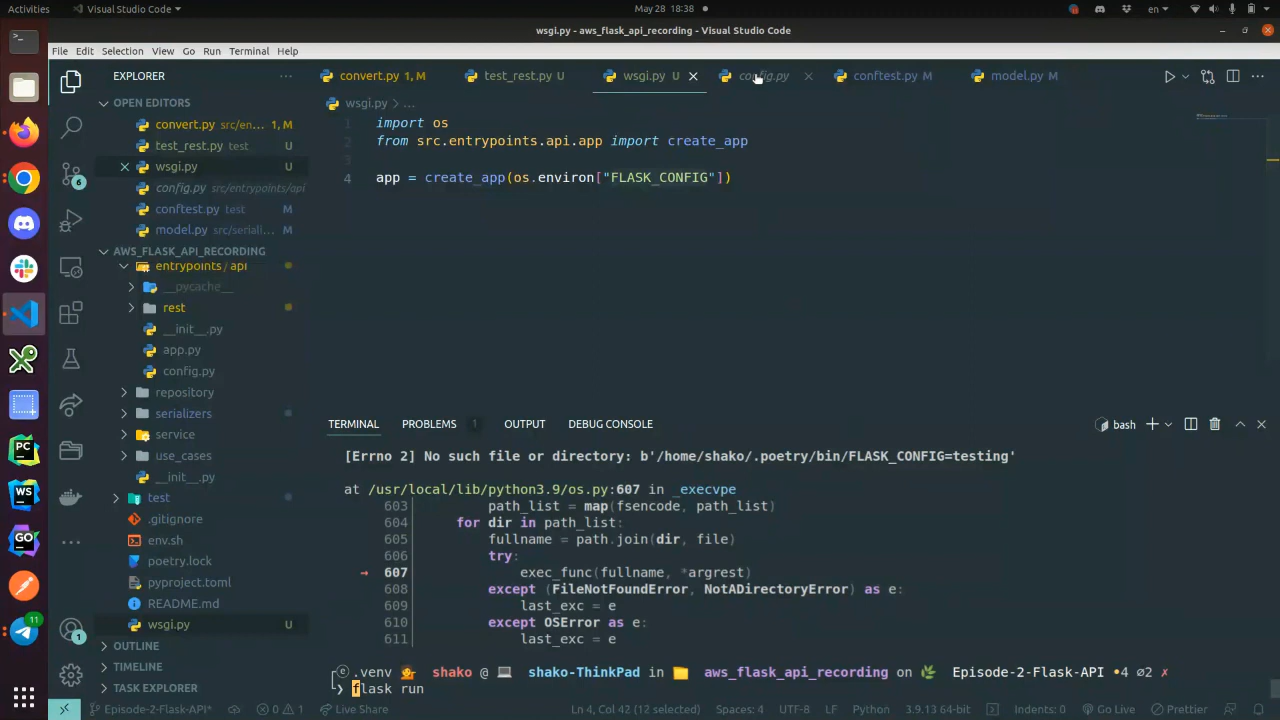 Activities
Visual Studio Code
May 28 18:38
en
wsgi.py - aws_flask_api_recording - Visual Studio Code
File Edit Selection View Go Run Terminal Help
EXPLORER
convert.py 1, M
test_rest.py U
wsgi.py U
config.py
conftest.py M
model.py M
OPEN EDITORS
convert.py src/en... 1, M
test_rest.py test U
wsgi.py U
config.py src/entrypoints/api
conftest.py test M
model.py src/seriali... M
AWS_FLASK_API_RECORDING
entrypoints / api
__pycache__
rest
__init__.py
app.py
config.py
repository
serializers
service
use_cases
__init__.py
test
.gitignore
env.sh
poetry.lock
pyproject.toml
README.md
wsgi.py U
OUTLINE
TIMELINE
TASK EXPLORER
6
1
11
wsgi.py > ...
1 import os
2 from src.entrypoints.api.app import create_app
3
4 app = create_app(os.environ["FLASK_CONFIG"])
TERMINAL PROBLEMS 1 OUTPUT DEBUG CONSOLE
bash
[Errno 2] No such file or directory: b'/home/shako/.poetry/bin/FLASK_CONFIG=testing'
at /usr/local/lib/python3.9/os.py:607 in _execvpe
603 path_list = map(fsencode, path_list)
604 for dir in path_list:
605 fullname = path.join(dir, file)
606 try:
→ 607 exec_func(fullname, *argrest)
608 except (FileNotFoundError, NotADirectoryError) as e:
609 last_exc = e
610 except OSError as e:
611 last_exc = e
.venv shako @ shako-ThinkPad in aws_flask_api_recording on Episode-2-Flask-API •4 ⌀2 ✗
❯ flask run
Episode-2-Flask-API* 0 1 Live Share
Ln 4, Col 42 (12 selected) Spaces: 4 UTF-8 LF Python 3.9.13 64-bit Indents: 0 Go Live Prettier